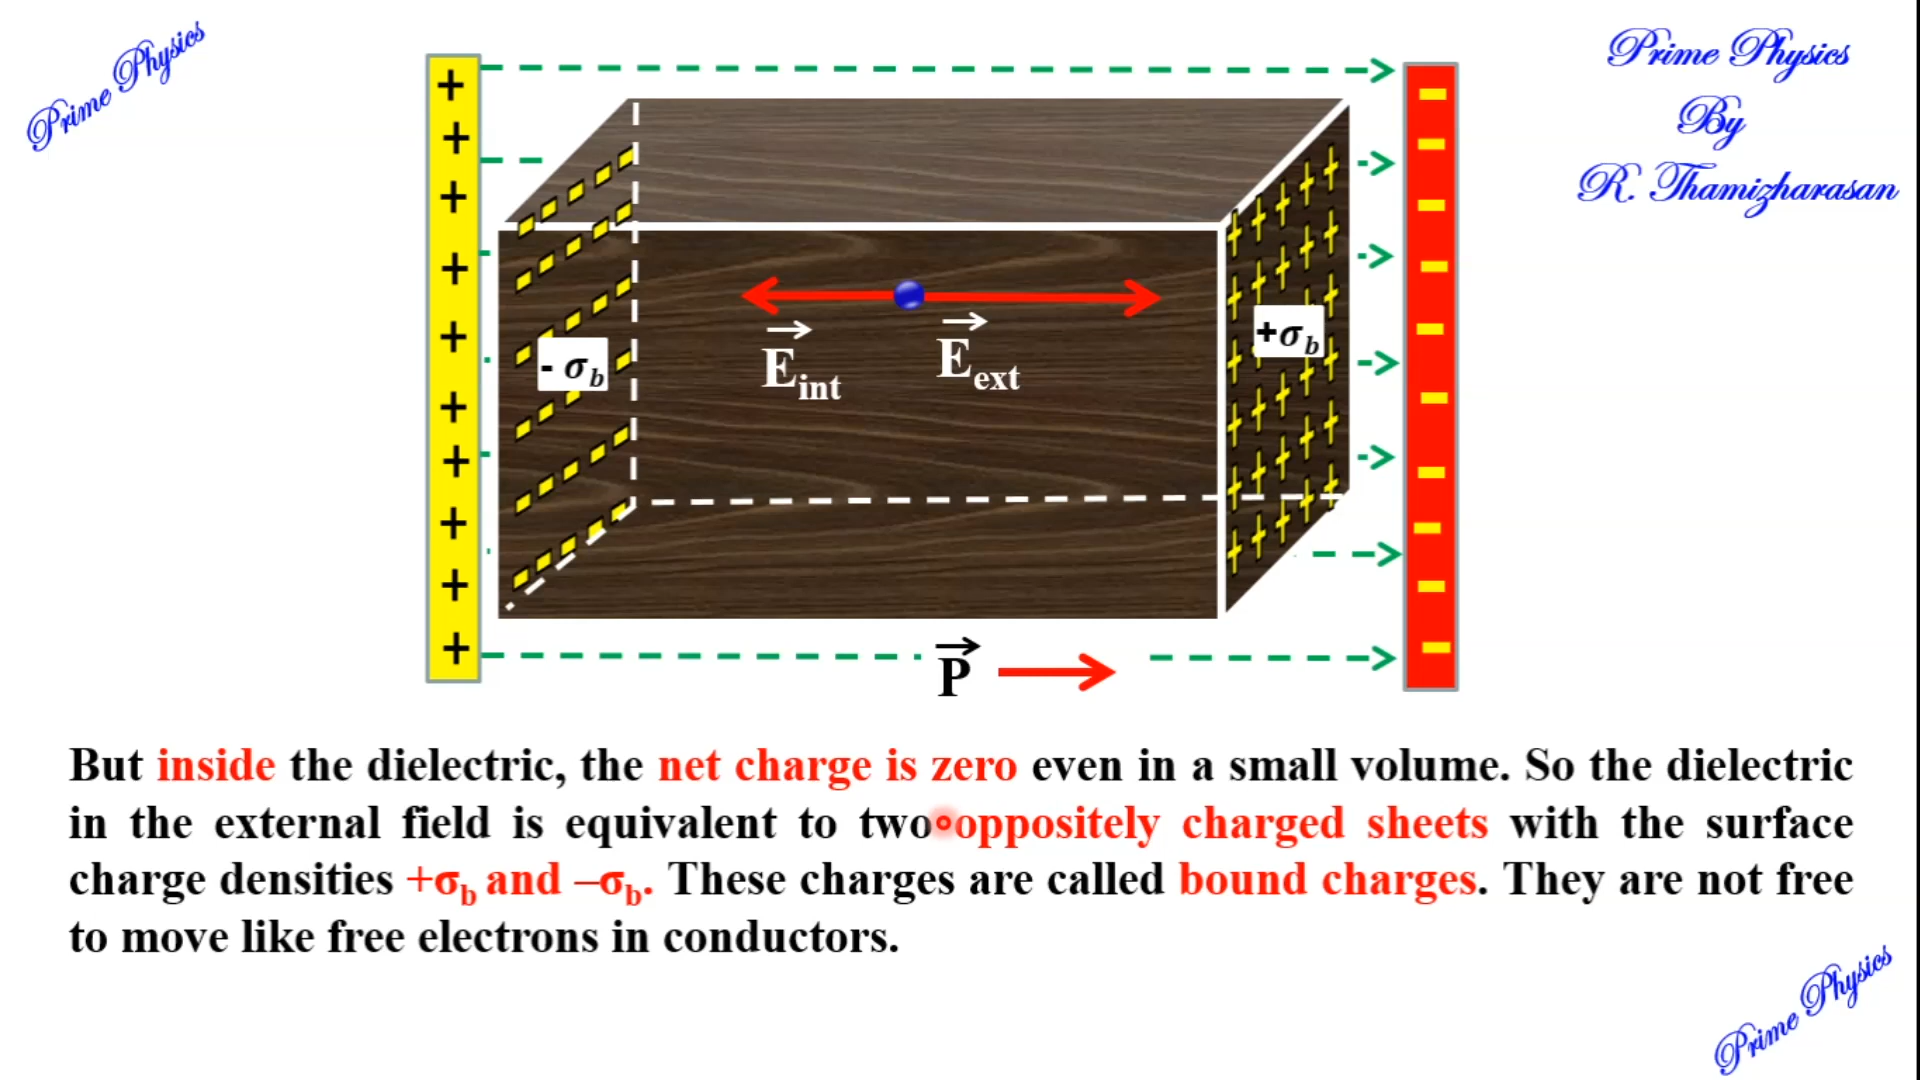 Prime Physics
Prime Physics
By
R. Thamizharasan
- σb
+σb
Eint
Eext
P
But inside the dielectric, the net charge is zero even in a small volume. So the dielectric
in the external field is equivalent to two oppositely charged sheets with the surface
charge densities +σb and –σb. These charges are called bound charges. They are not free
to move like free electrons in conductors.
Prime Physics